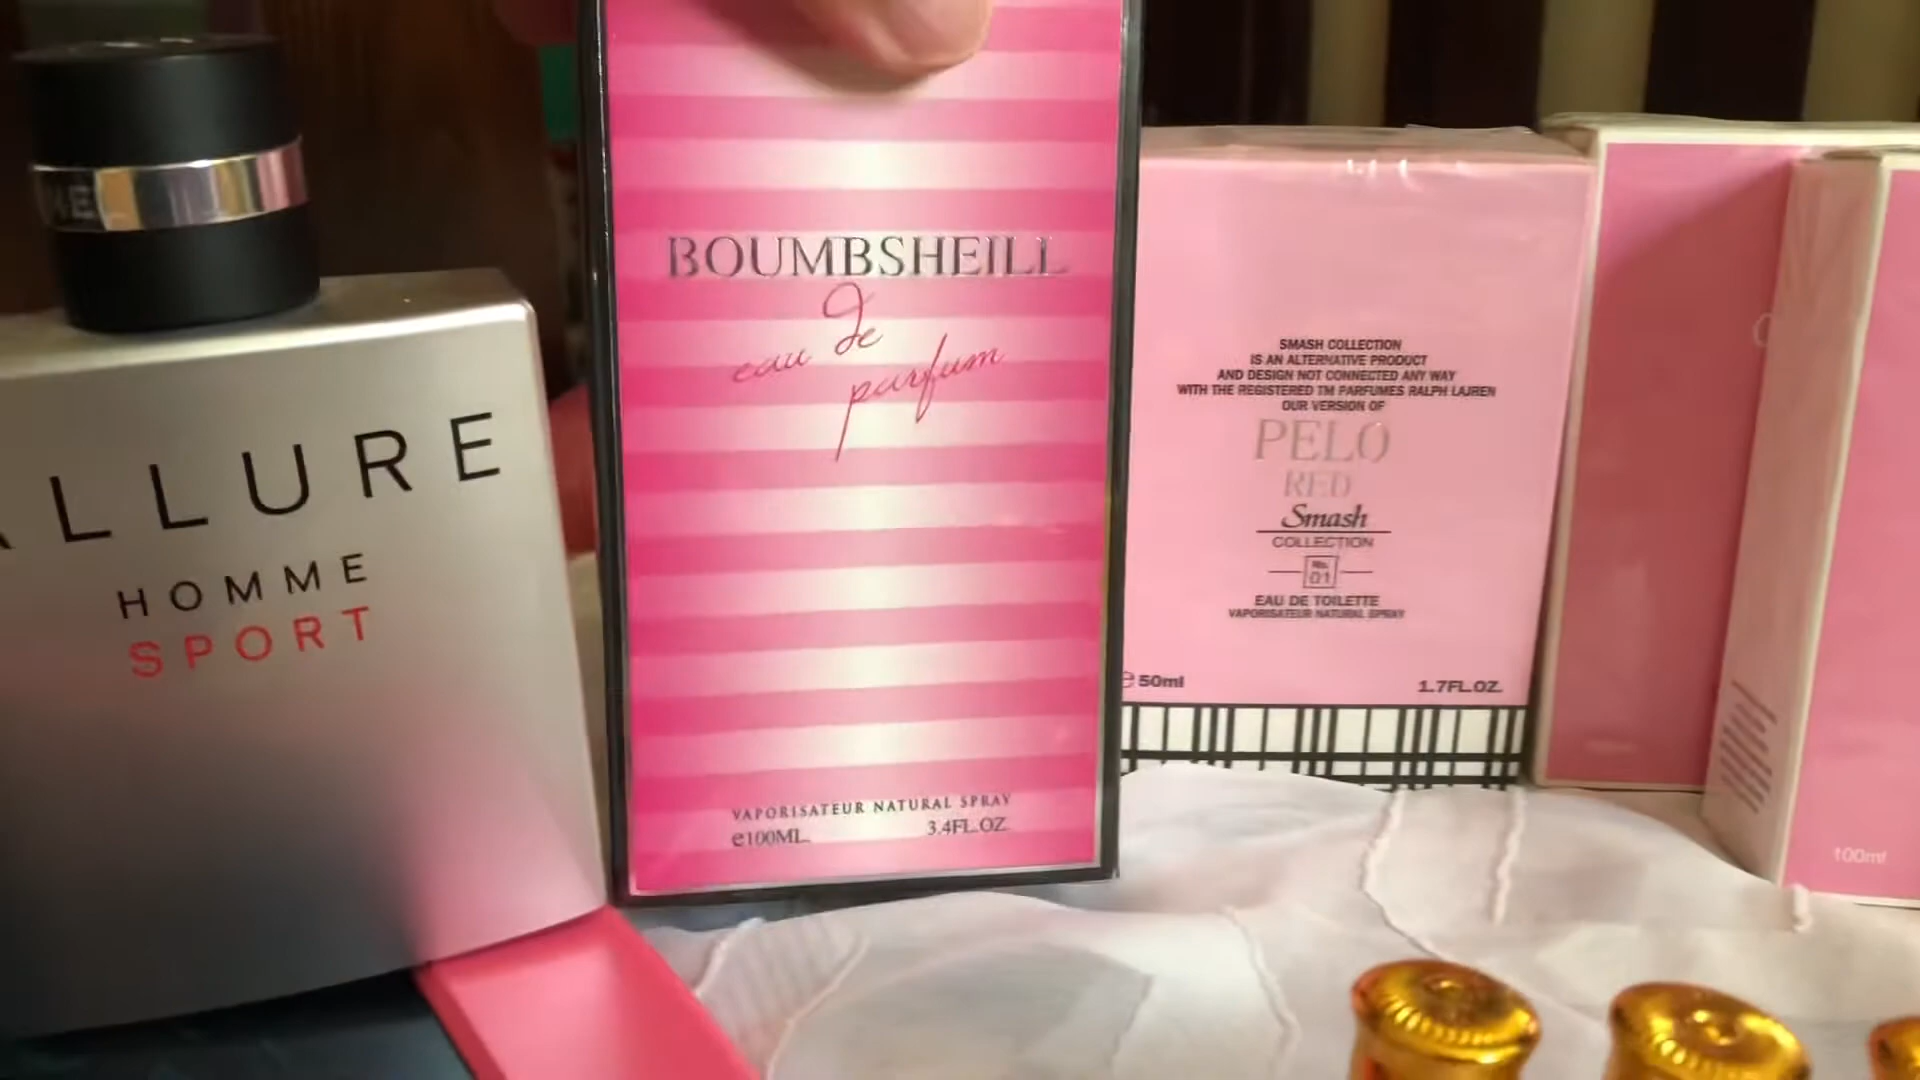 ALLURE
HOMME
SPORT
BOUMBSHEILL
eau de
parfum
VAPORISATEUR NATURAL SPRAY
e100ML.
3.4FL.OZ.
SMASH COLLECTION
IS AN ALTERNATIVE PRODUCT
AND DESIGN NOT CONNECTED ANY WAY
WITH THE REGISTERED TM PARFUMES RALPH LAJREN
OUR VERSION OF
PELO
RED
Smash
COLLECTION
No.
01
EAU DE TOILETTE
VAPORISATEUR NATURAL SPRAY
e 50ml
1.7FL.OZ.
100ml